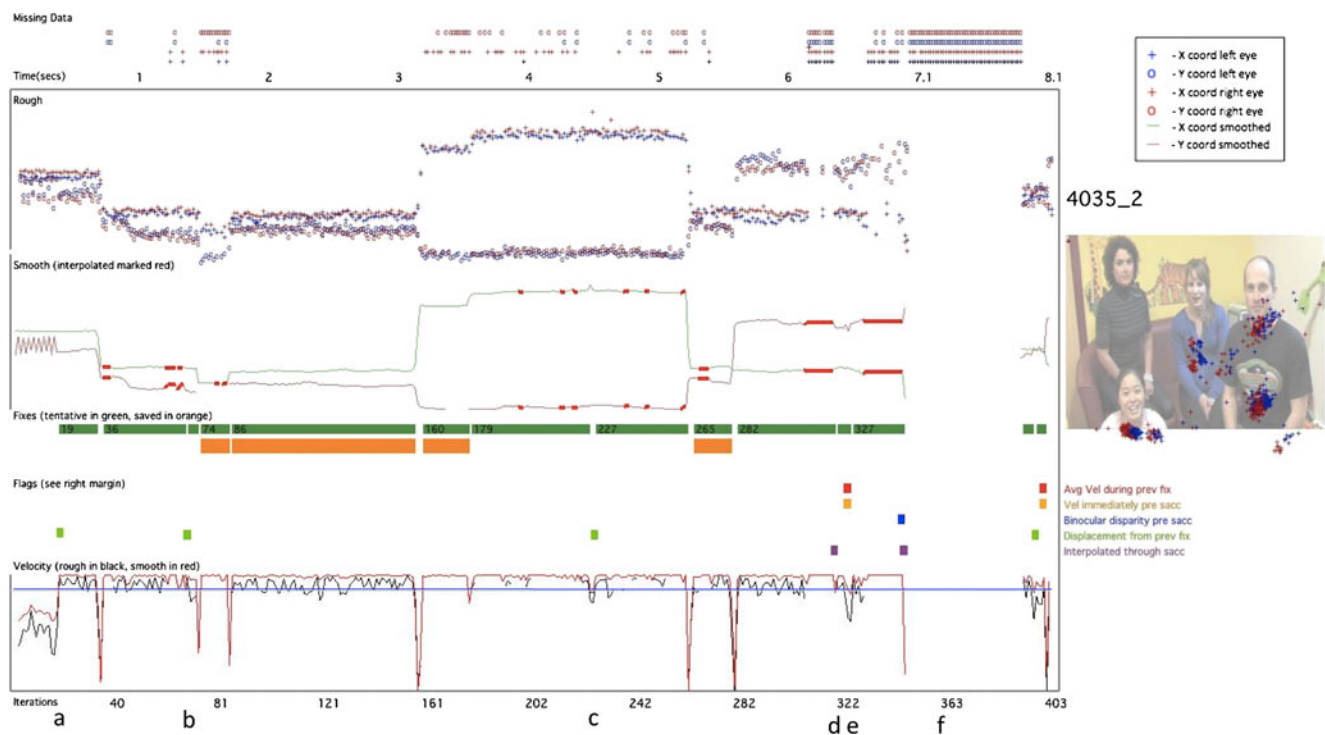 Missing Data
Time(secs) 1 2 3 4 5 6 7.1 8.1
Rough
Smooth (interpolated marked red)
Fixes (tentative in green, saved in orange)
19 36 74 86 160 179 227 265 282 327
Flags (see right margin)
Velocity (rough in black, smooth in red)
Iterations 40 81 121 161 202 242 282 322 363 403
a b c d e f
+ - X coord left eye
o - Y coord left eye
+ - X coord right eye
o - Y coord right eye
- X coord smoothed
- Y coord smoothed
4035_2
Avg Vel during prev fix
Vel immediately pre sacc
Binocular disparity pre sacc
Displacement from prev fix
Interpolated through sacc